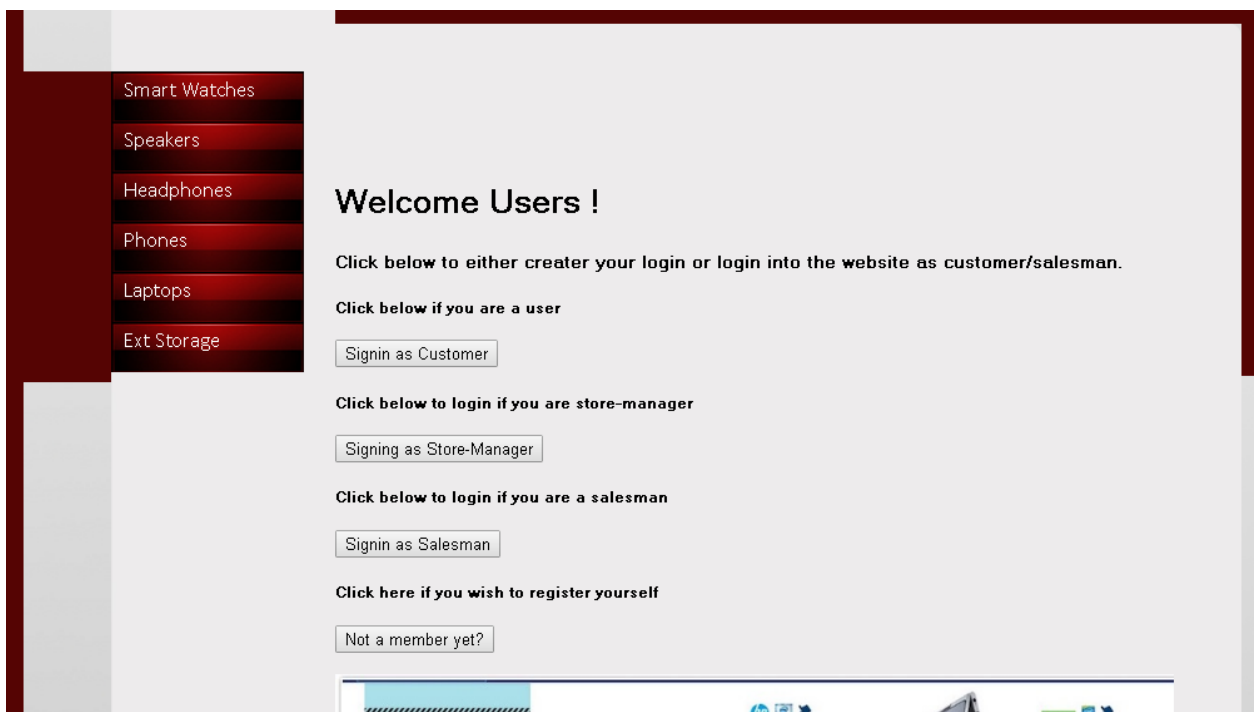 Smart Watches
Speakers
Headphones
Phones
Laptops
Ext Storage
Welcome Users !
Click below to either creater your login or login into the website as customer/salesman.
Click below if you are a user
Signin as Customer
Click below to login if you are store-manager
Signing as Store-Manager
Click below to login if you are a salesman
Signin as Salesman
Click here if you wish to register yourself
Not a member yet?
hp